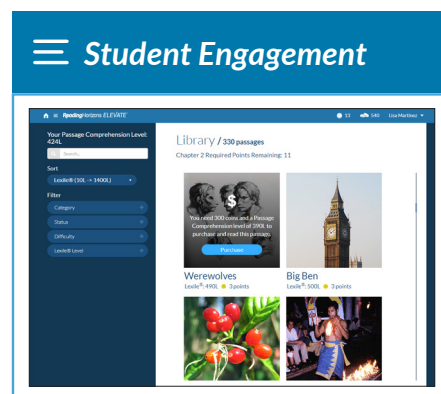 Student Engagement
Reading Horizons ELEVATE
13
540
Lisa Martinez
Your Passage Comprehension Level:
424L
Search...
Sort
Lexile® (10L -> 1400L)
Filter
Category
Status
Difficulty
Lexile® Level
Library / 330 passages
Chapter 2 Required Points Remaining: 11
$
You need 300 coins and a Passage
Comprehension level of 390L to
purchase and read this passage.
Purchase
Werewolves
Lexile®: 490L 3 points
Big Ben
Lexile®: 500L 3 points